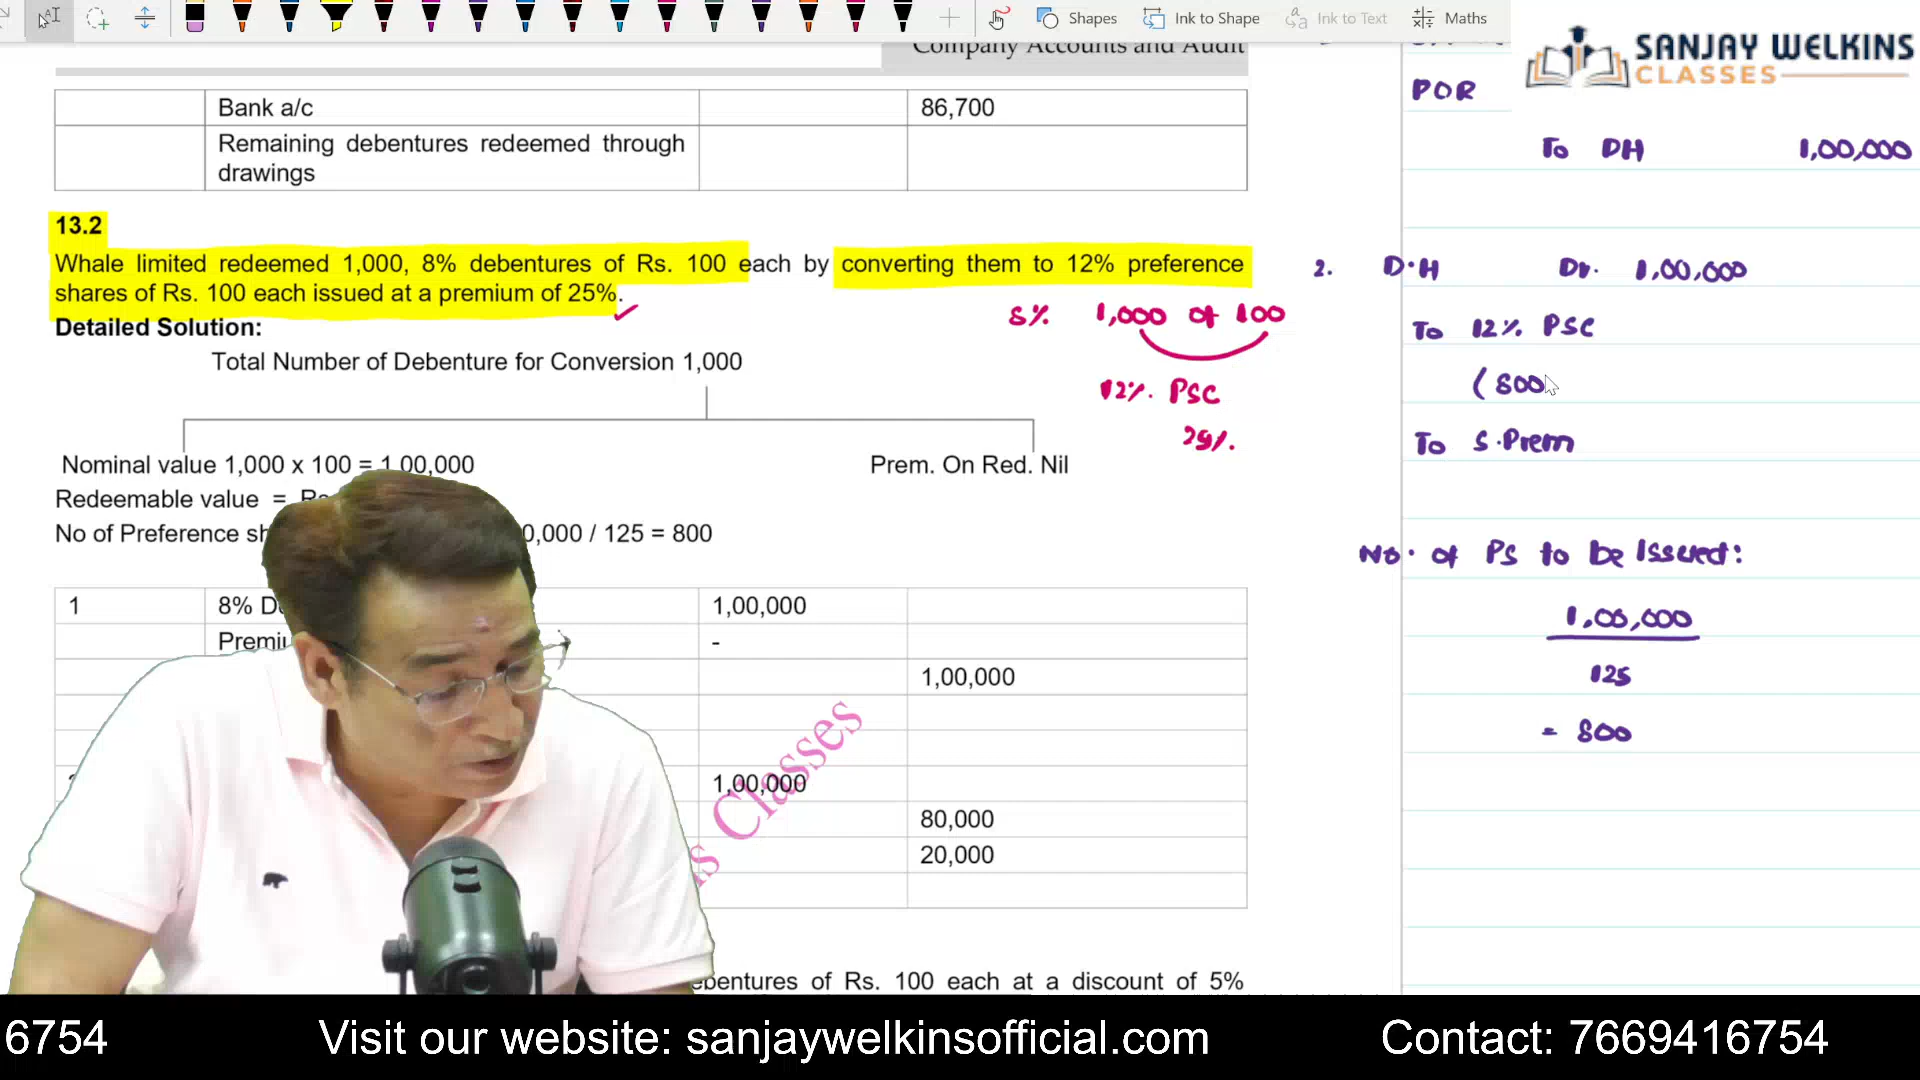 Shapes Ink to Shape Ink to Text Maths
Company Accounts and Audit
SANJAY WELKINS
CLASSES
Bank a/c 86,700
Remaining debentures redeemed through
drawings
13.2
Whale limited redeemed 1,000, 8% debentures of Rs. 100 each by converting them to 12% preference
shares of Rs. 100 each issued at a premium of 25%.
Detailed Solution:
Total Number of Debenture for Conversion 1,000
Nominal value 1,000 x 100 = 1,00,000 Prem. On Red. Nil
Redeemable value =
No of Preference 0,000 / 125 = 800
1 8% 1,00,000
-
1,00,000
1,00,000
80,000
20,000
Classes
of Rs. 100 each at a discount of 5%
8% 1,000 of 100
12%. PSC
25%.
POR
To DH 1,00,000
2. D.H Dr. 1,00,000
To 12% PSC
(800
To S.Prem
No. of PS to be Issued:
1,00,000
125
= 800
6754 Visit our website: sanjaywelkinsofficial.com Contact: 7669416754